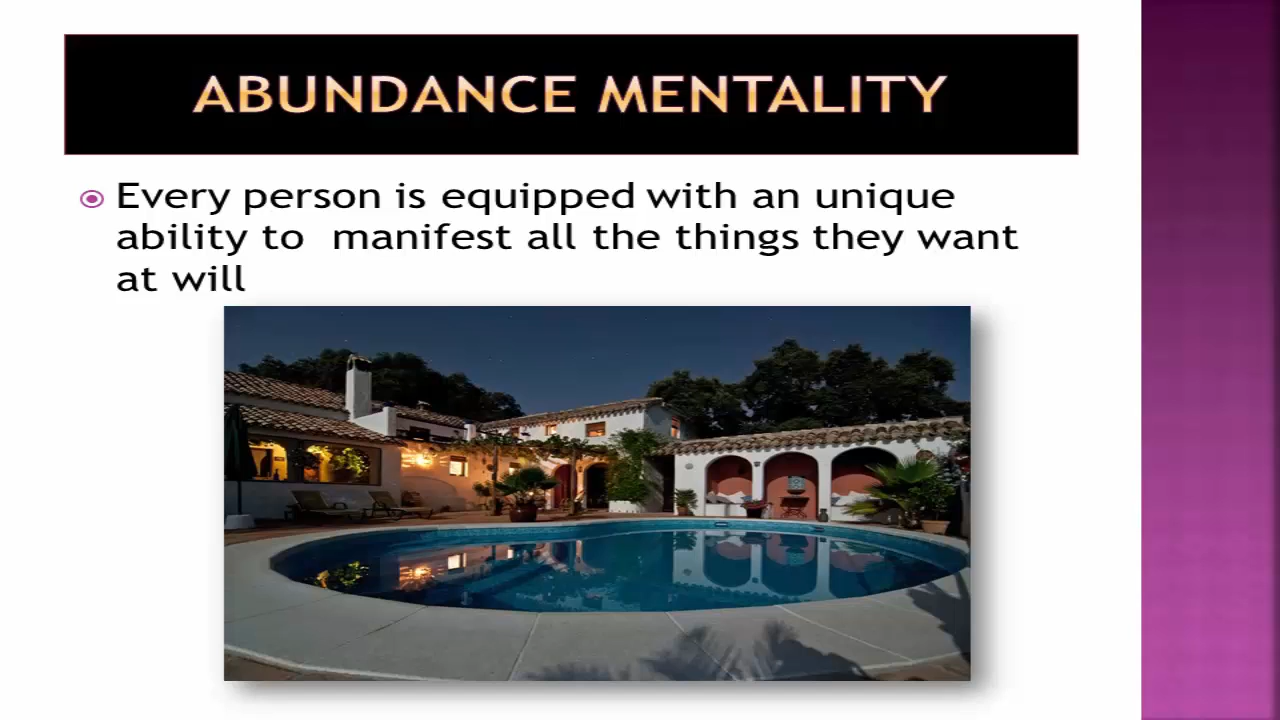 ABUNDANCE MENTALITY
Every person is equipped with an unique
ability to  manifest all the things they want
at will